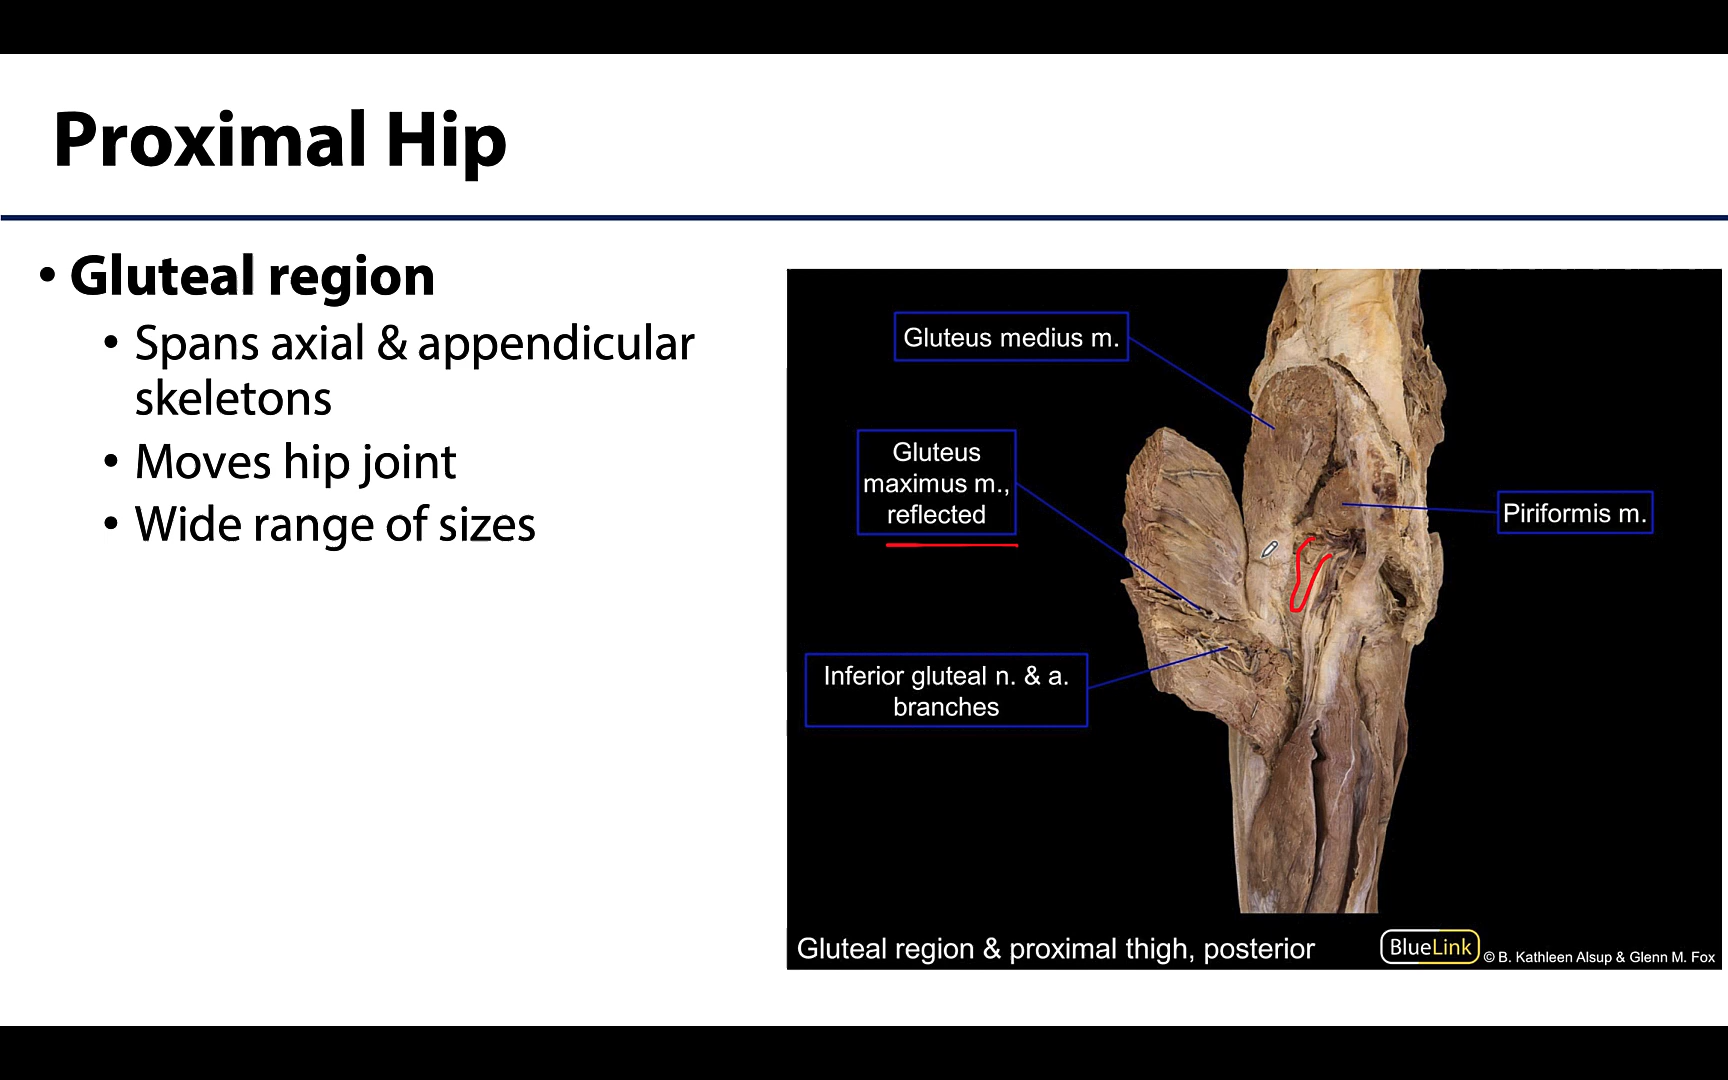 Proximal Hip
• Gluteal region
• Spans axial & appendicular
skeletons
• Moves hip joint
• Wide range of sizes
Gluteus medius m.
Gluteus
maximus m.,
reflected
Piriformis m.
Inferior gluteal n. & a.
branches
Gluteal region & proximal thigh, posterior
BlueLink
© B. Kathleen Alsup & Glenn M. Fox